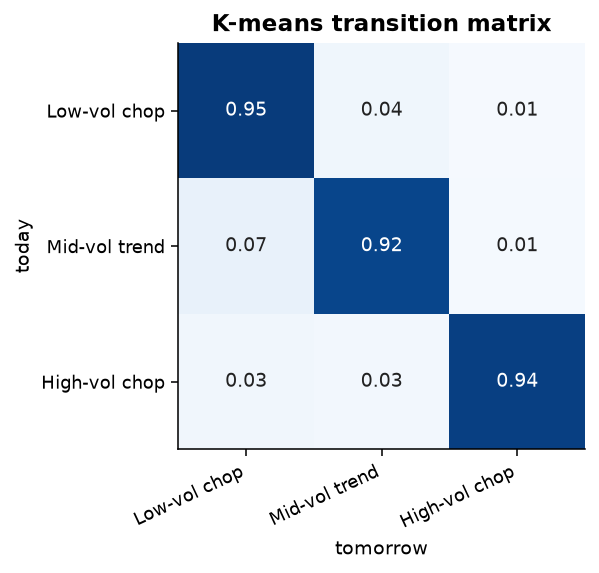 K-means transition matrix
Low-vol chop 0.95 0.04 0.01
today
Mid-vol trend 0.07 0.92 0.01
High-vol chop 0.03 0.03 0.94
Low-vol chop Mid-vol trend High-vol chop
tomorrow